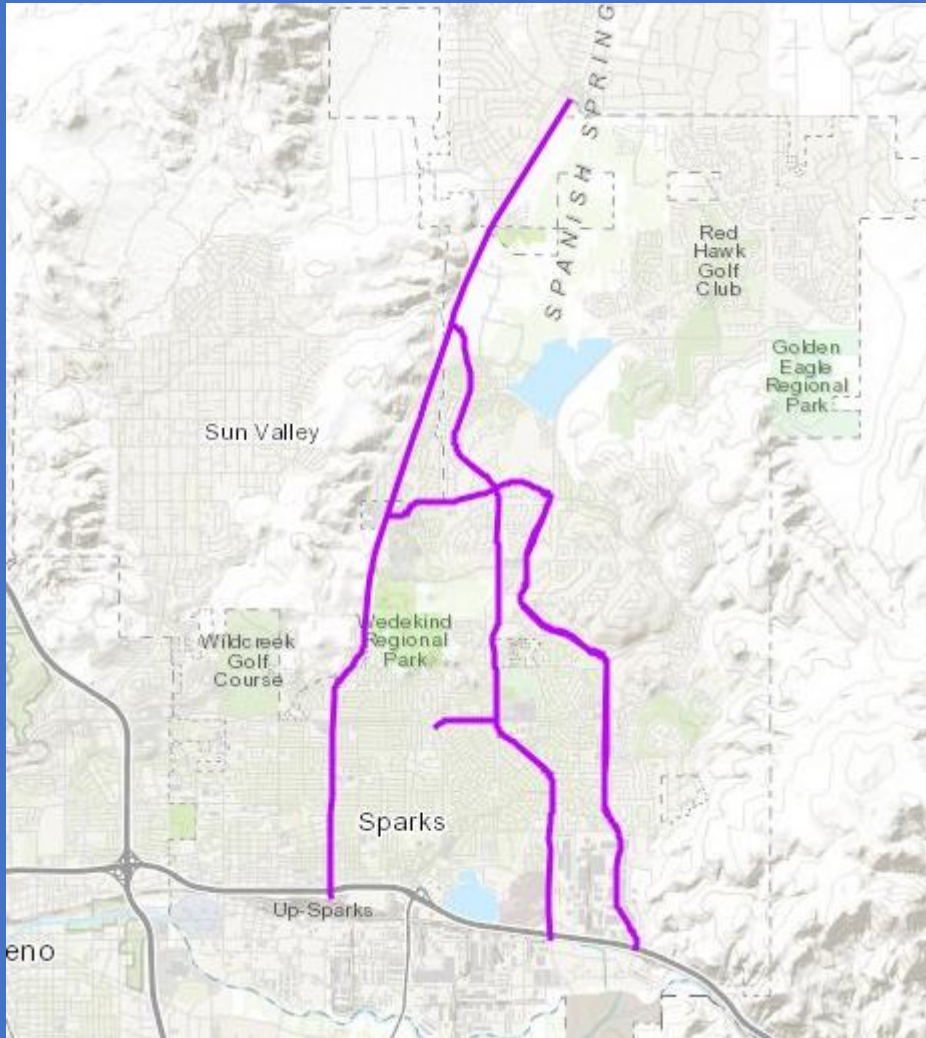 SPANISH SPRING
Red
Hawk
Golf
Club
Golden
Eagle
Regional
Park
Sun Valley
Wedekind
Regional
Park
Wildcreek
Golf
Course
Sparks
Up-Sparks
eno